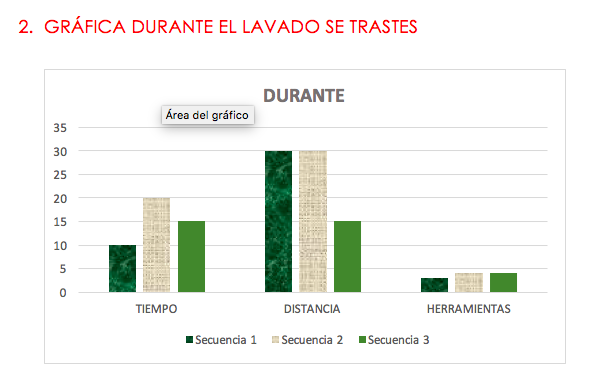 2. GRÁFICA DURANTE EL LAVADO SE TRASTES
DURANTE
Área del gráfico
35
30
25
20
15
10
5
0
TIEMPO DISTANCIA HERRAMIENTAS
Secuencia 1 Secuencia 2 Secuencia 3